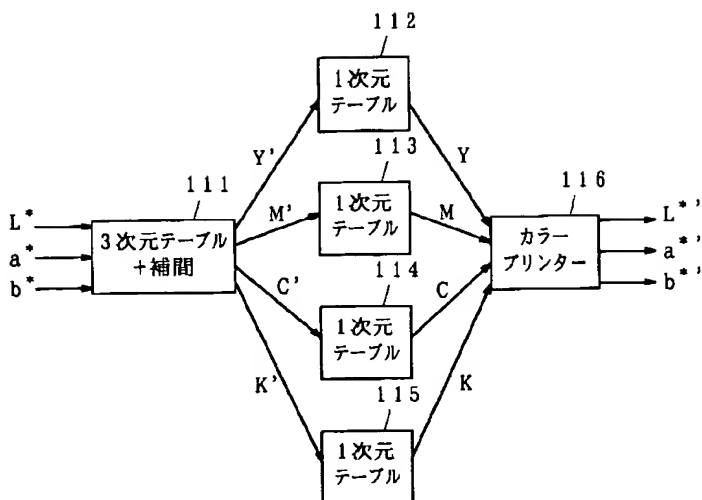 112
1次元
テーブル
Y'
Y
113
111
M'
1次元
テーブル
M
116
L*
a*
b*
3次元テーブル
+補間
カラー
プリンター
L*'
a*'
b*'
C'
114
C
1次元
テーブル
K'
115
K
1次元
テーブル